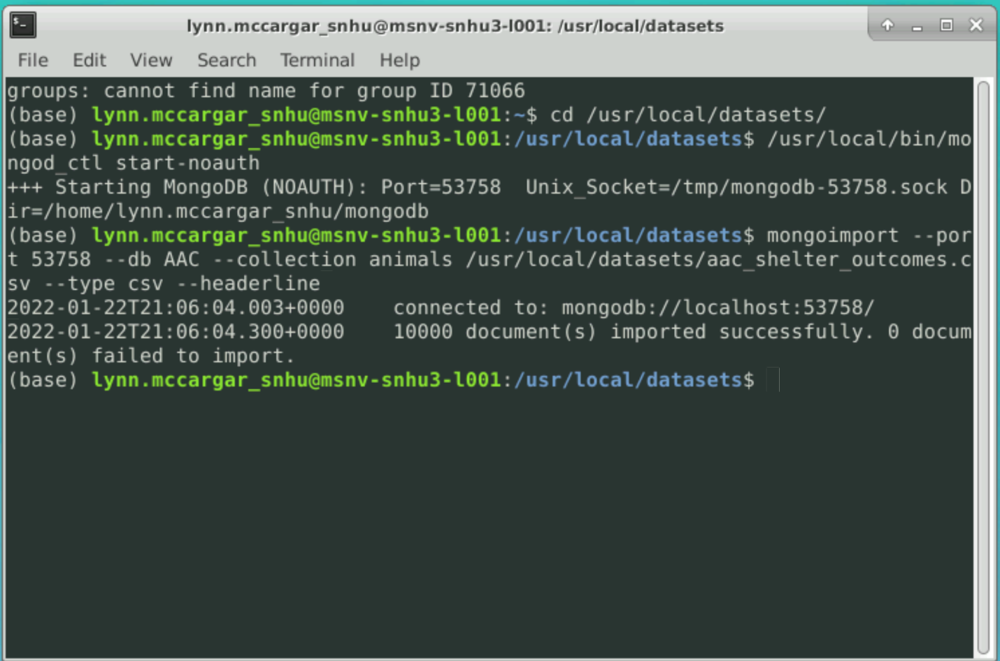 lynn.mccargar_snhu@msnv-snhu3-l001: /usr/local/datasets
File Edit View Search Terminal Help
groups: cannot find name for group ID 71066
(base) lynn.mccargar_snhu@msnv-snhu3-l001:~$ cd /usr/local/datasets/
(base) lynn.mccargar_snhu@msnv-snhu3-l001:/usr/local/datasets$ /usr/local/bin/mo
ngod_ctl start-noauth
+++ Starting MongoDB (NOAUTH): Port=53758  Unix_Socket=/tmp/mongodb-53758.sock D
ir=/home/lynn.mccargar_snhu/mongodb
(base) lynn.mccargar_snhu@msnv-snhu3-l001:/usr/local/datasets$ mongoimport --por
t 53758 --db AAC --collection animals /usr/local/datasets/aac_shelter_outcomes.c
sv --type csv --headerline
2022-01-22T21:06:04.003+0000    connected to: mongodb://localhost:53758/
2022-01-22T21:06:04.300+0000    10000 document(s) imported successfully. 0 docum
ent(s) failed to import.
(base) lynn.mccargar_snhu@msnv-snhu3-l001:/usr/local/datasets$